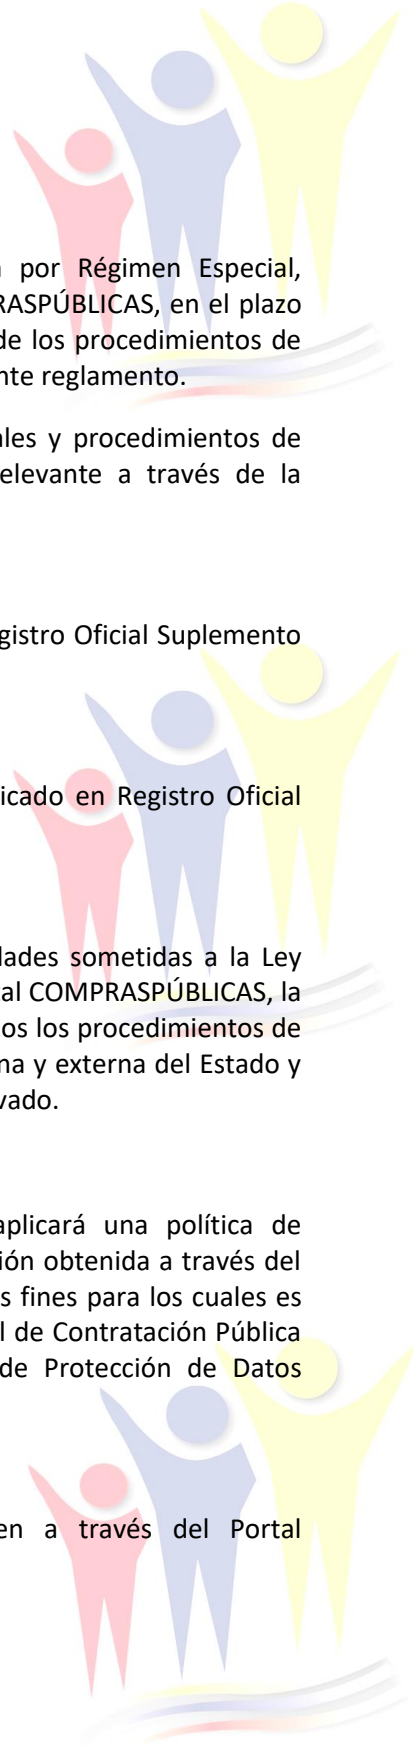 por Régimen Especial,
RASPÚBLICAS, en el plazo
de los procedimientos de
nte reglamento.
ales y procedimientos de
elevante a través de la
gistro Oficial Suplemento
icado en Registro Oficial
dades sometidas a la Ley
tal COMPRASPÚBLICAS, la
os los procedimientos de
na y externa del Estado y
vado.
aplicará una política de
ión obtenida a través del
s fines para los cuales es
l de Contratación Pública
de Protección de Datos
en a través del Portal